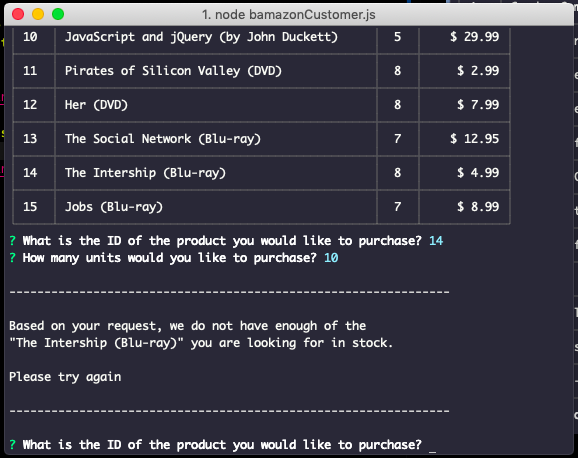 1. node bamazonCustomer.js
10 JavaScript and jQuery (by John Duckett) 5 $ 29.99
11 Pirates of Silicon Valley (DVD) 8 $ 2.99
12 Her (DVD) 8 $ 7.99
13 The Social Network (Blu-ray) 7 $ 12.95
14 The Intership (Blu-ray) 8 $ 4.99
15 Jobs (Blu-ray) 7 $ 8.99
? What is the ID of the product you would like to purchase? 14
? How many units would you like to purchase? 10
---------------------------------------------------------------
Based on your request, we do not have enough of the
"The Intership (Blu-ray)" you are looking for in stock.
Please try again
---------------------------------------------------------------
? What is the ID of the product you would like to purchase? _